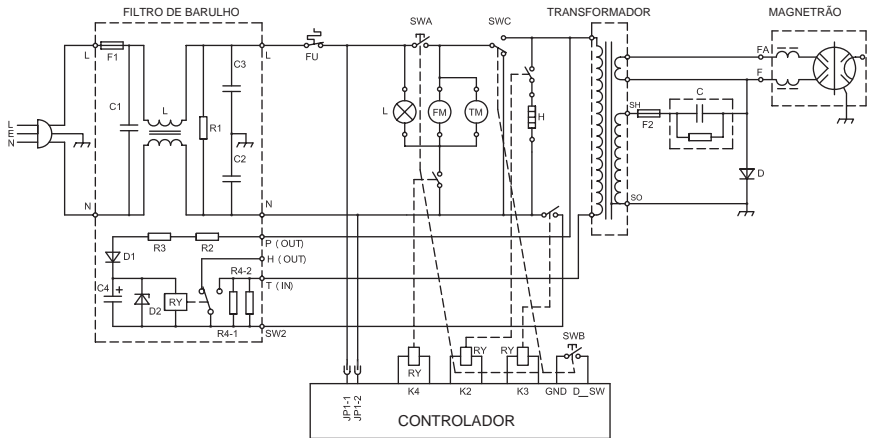 FILTRO DE BARULHO
SWA
SWC
TRANSFORMADOR
MAGNETRÃO
L
F1
L
FU
FA
F
C3
C1
L
R1
L
FM
TM
H
SH
F2
C
L
E
N
C2
D
N
N
SO
R3
R2
P ( OUT)
D1
H ( OUT)
R4-2
T ( IN)
C4
+
D2
RY
R4-1
SW2
SWB
RY
RY
RY
K4
K2
K3
GND
D__SW
JP1-1
JP1-2
CONTROLADOR